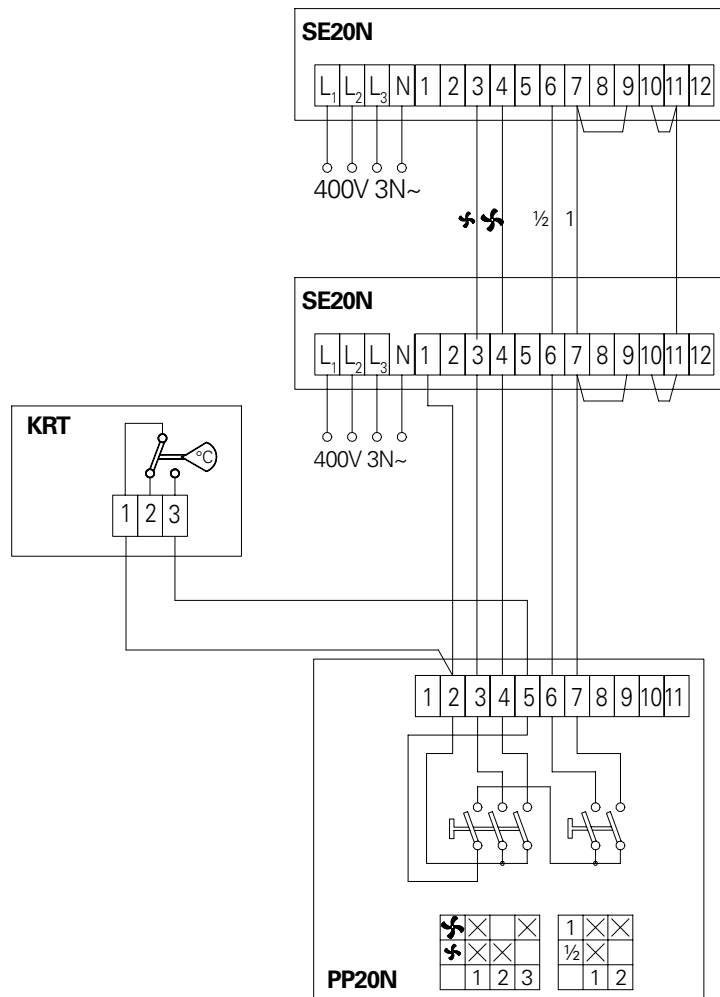 SE20N
L₁ L₂ L₃ N 1 2 3 4 5 6 7 8 9 10 11 12
400V 3N~
½ 1
SE20N
L₁ L₂ L₃ N 1 2 3 4 5 6 7 8 9 10 11 12
400V 3N~
KRT
°C
1 2 3
1 2 3 4 5 6 7 8 9 10 11
1
½
1 2 3
1 2
PP20N